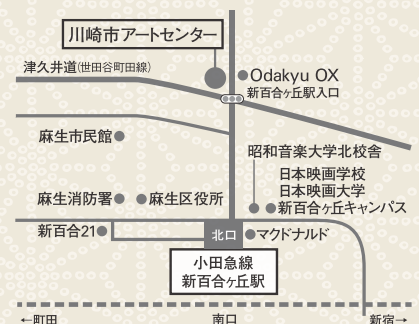 川崎市アートセンター
津久井道(世田谷町田線)
Odakyu OX
新百合ヶ丘駅入口
麻生市民館
昭和音楽大学北校舎
日本映画学校
日本映画大学
新百合ヶ丘キャンパス
麻生消防署
麻生区役所
新百合21
北口
マクドナルド
小田急線
新百合ヶ丘駅
←町田
南口
新宿→